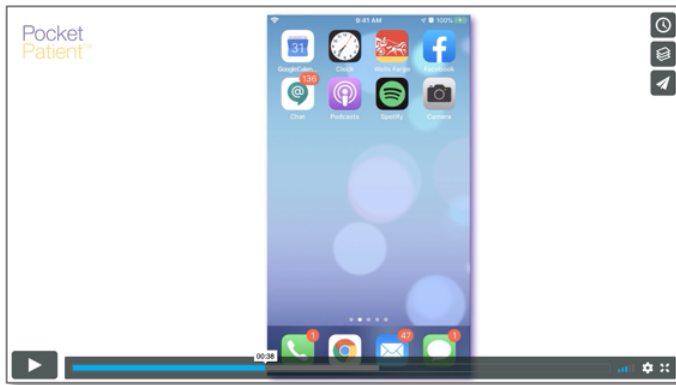 Pocket
Patient™
9:41 AM
100%
31
GoogleCalen...
Clock
Wells Fargo
Facebook
136
Chat
Podcasts
Spotify
Camera
1
47
1
00:38